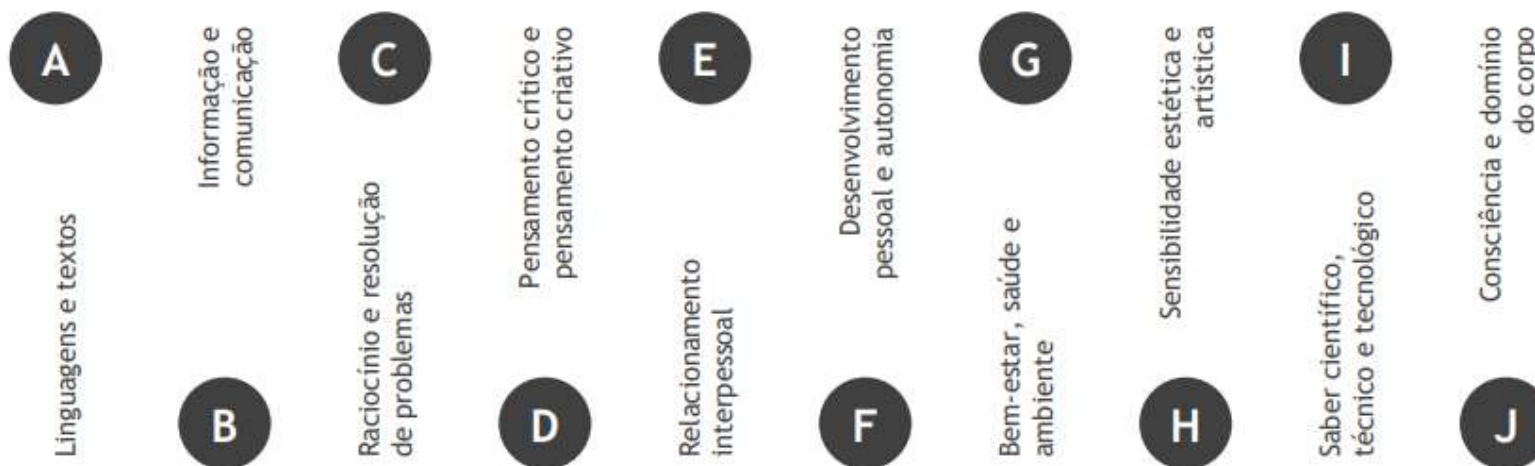 A
Linguagens e textos
Informação e
comunicação
B
C
Raciocínio e resolução
de problemas
Pensamento crítico e
pensamento criativo
D
E
Relacionamento
interpessoal
Desenvolvimento
pessoal e autonomia
F
G
Bem-estar, saúde e
ambiente
Sensibilidade estética e
artística
H
I
Saber científico,
técnico e tecnológico
Consciência e domínio
do corpo
J